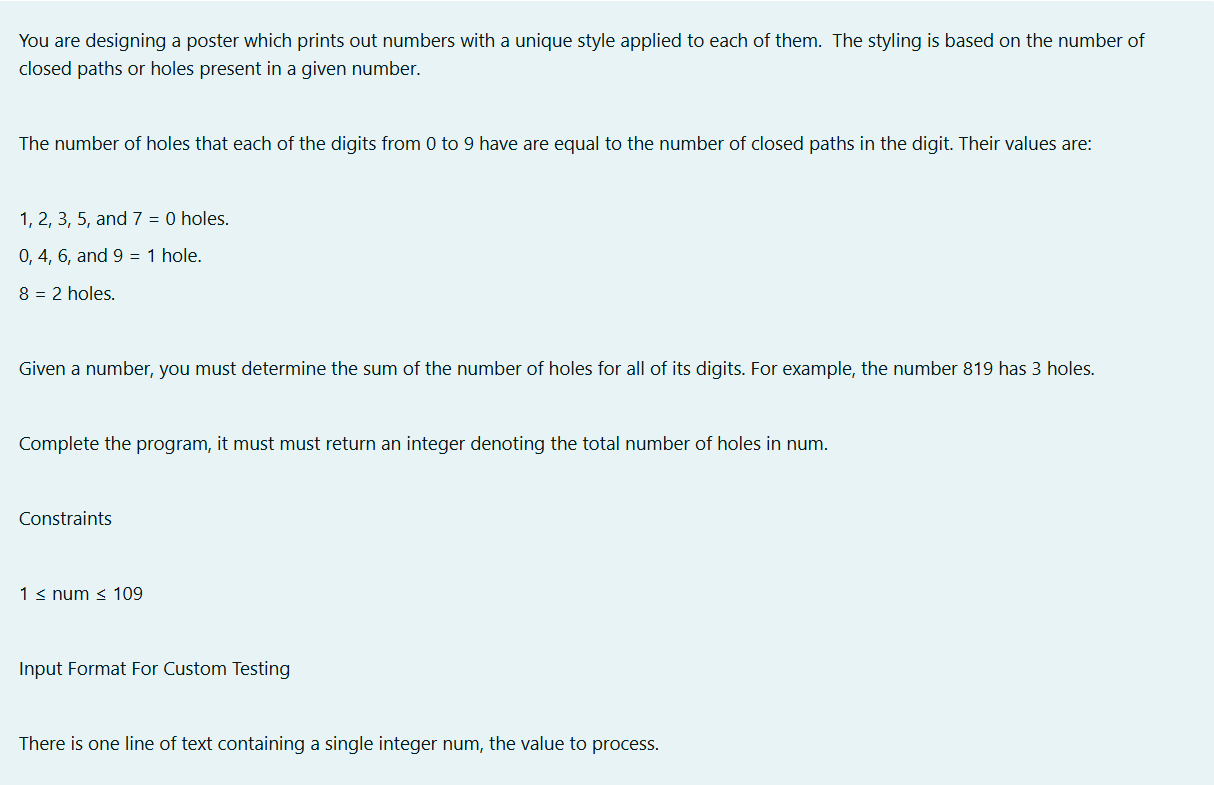 You are designing a poster which prints out numbers with a unique style applied to each of them.  The styling is based on the number of
closed paths or holes present in a given number.
The number of holes that each of the digits from 0 to 9 have are equal to the number of closed paths in the digit. Their values are:
1, 2, 3, 5, and 7 = 0 holes.
0, 4, 6, and 9 = 1 hole.
8 = 2 holes.
Given a number, you must determine the sum of the number of holes for all of its digits. For example, the number 819 has 3 holes.
Complete the program, it must must return an integer denoting the total number of holes in num.
Constraints
1 ≤ num ≤ 109
Input Format For Custom Testing
There is one line of text containing a single integer num, the value to process.